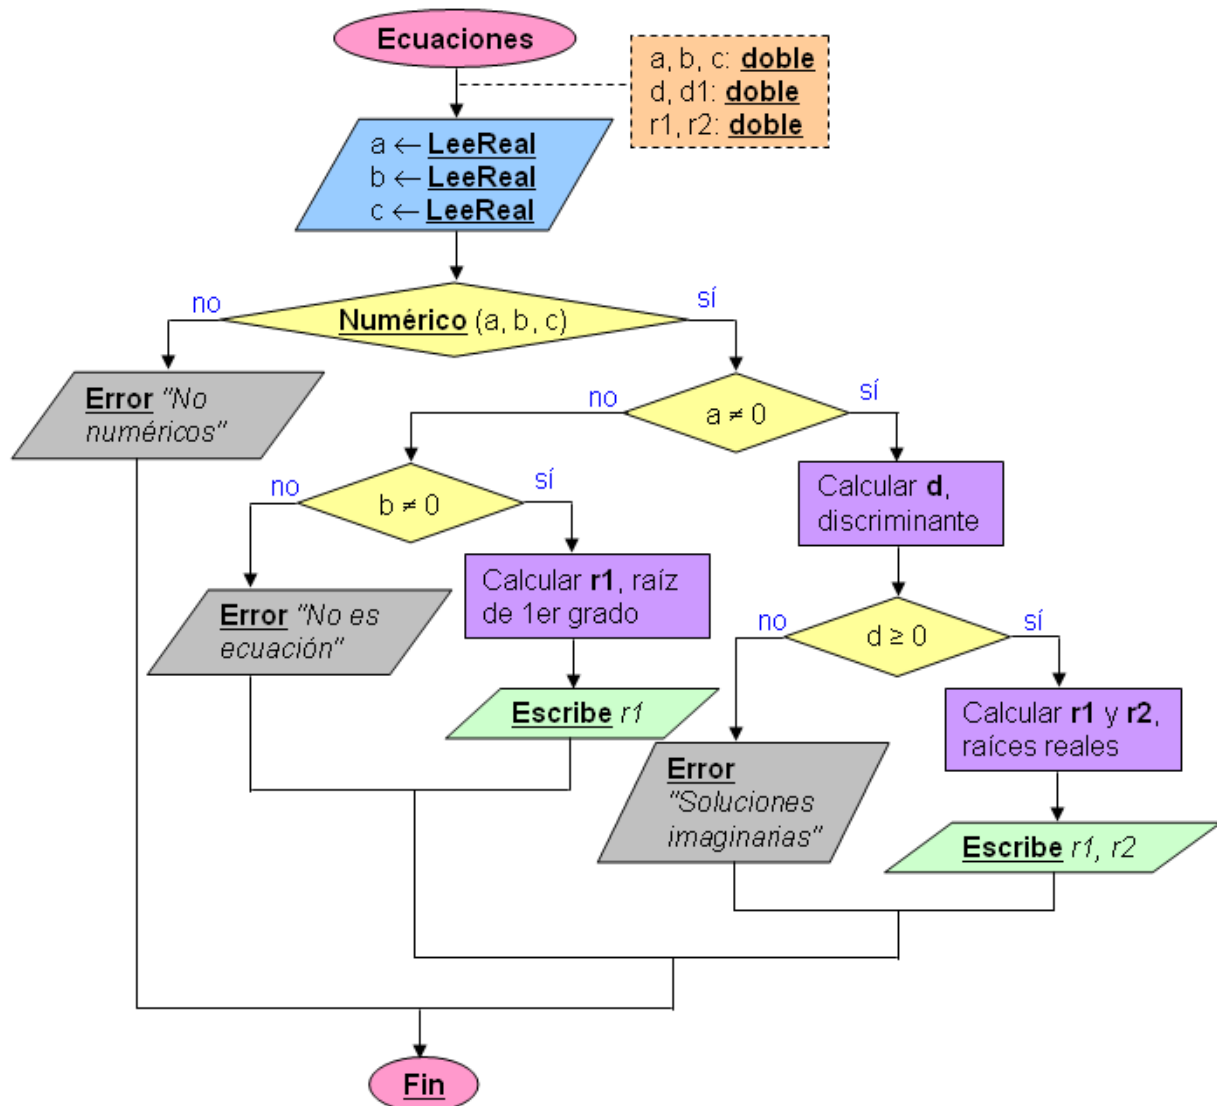 Ecuaciones
a, b, c: doble
d, d1: doble
r1, r2: doble
a ← LeeReal
b ← LeeReal
c ← LeeReal
no
sí
Numérico (a, b, c)
Error "No
numéricos"
no
sí
a ≠ 0
no
sí
b ≠ 0
Calcular d,
discriminante
Calcular r1, raíz
de 1er grado
Error "No es
ecuación"
no
sí
d ≥ 0
Escribe r1
Calcular r1 y r2,
raíces reales
Error
"Soluciones
imaginarias"
Escribe r1, r2
Fin